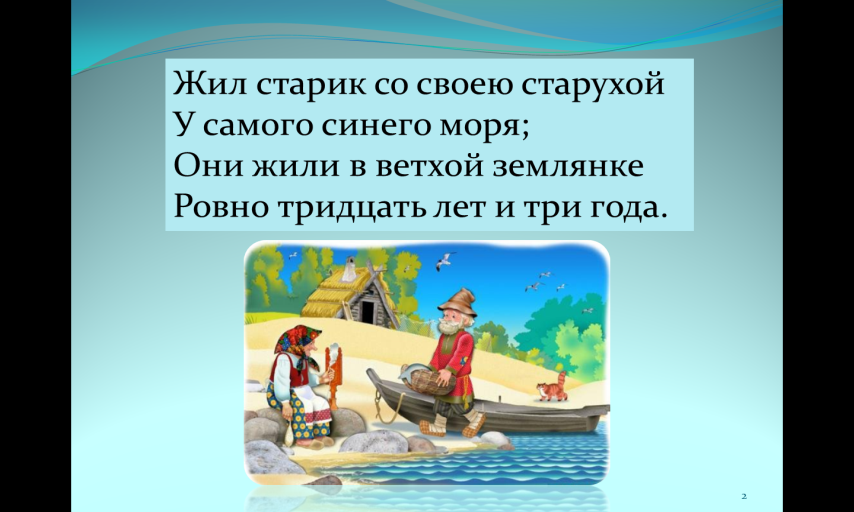 Жил старик со своею старухой
У самого синего моря;
Они жили в ветхой землянке
Ровно тридцать лет и три года.
2